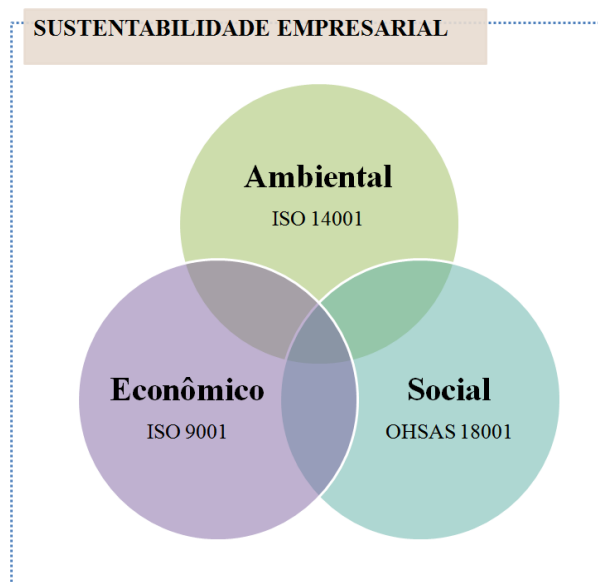 SUSTENTABILIDADE EMPRESARIAL
Ambiental
ISO 14001
Econômico
ISO 9001
Social
OHSAS 18001